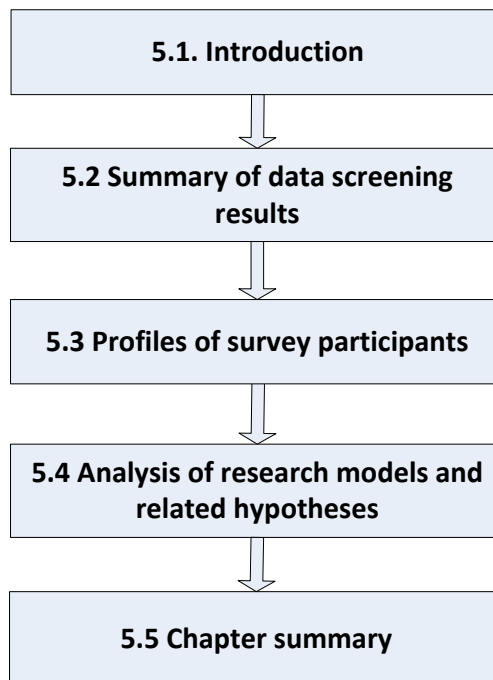 5.1. Introduction
5.2 Summary of data screening
results
5.3 Profiles of survey participants
5.4 Analysis of research models and
related hypotheses
5.5 Chapter summary